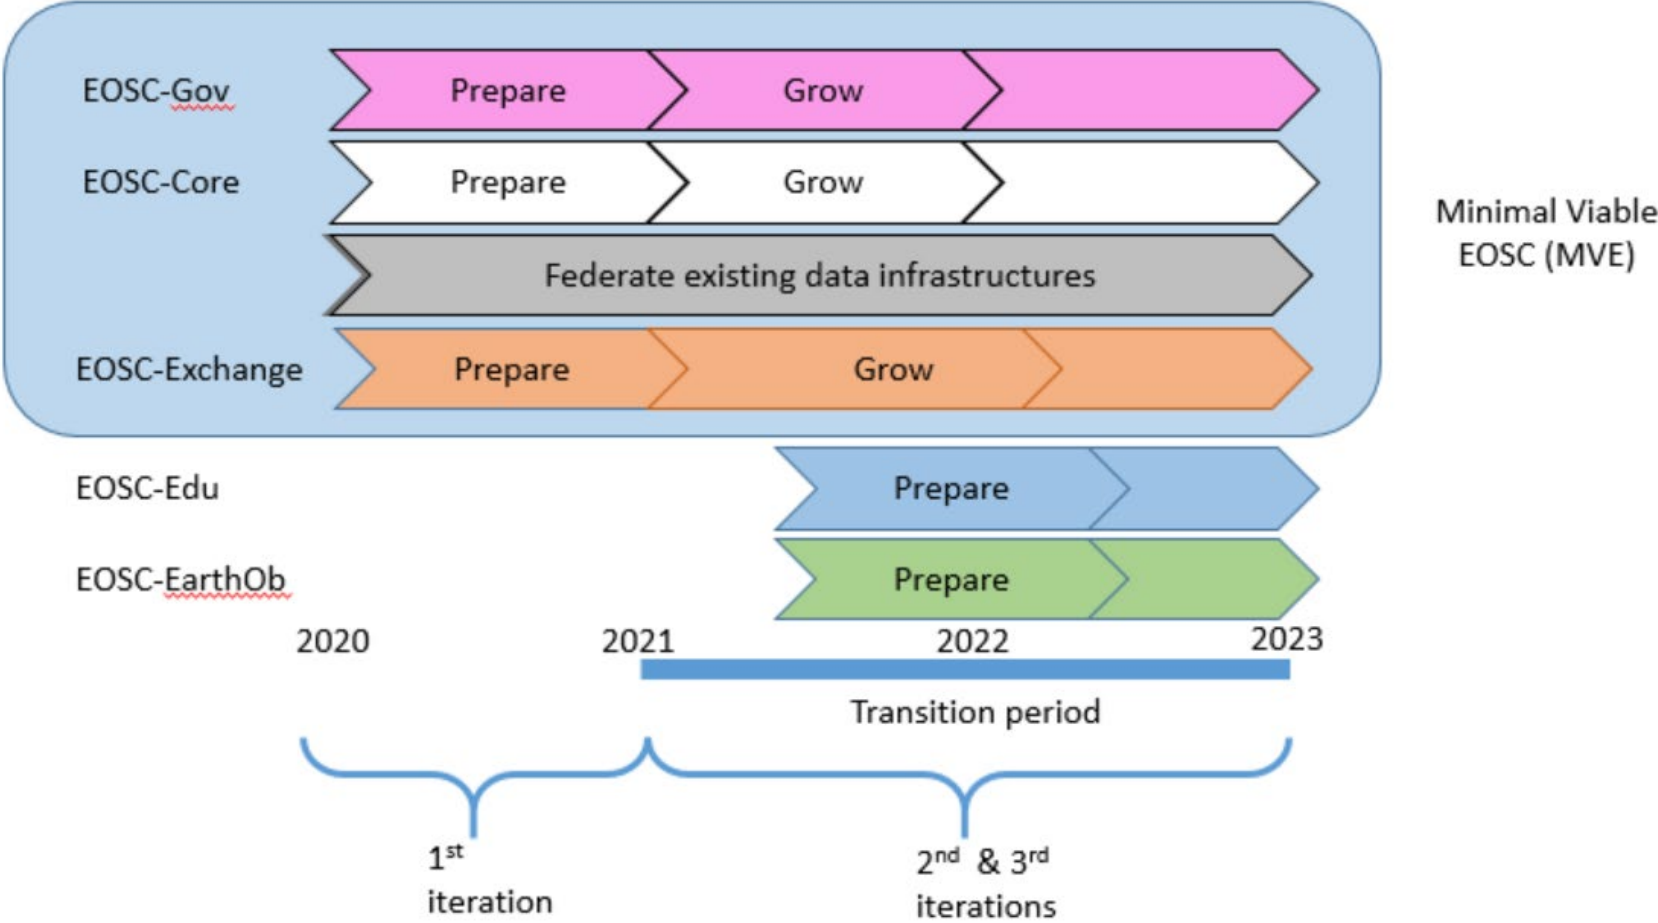 EOSC-Gov Prepare Grow
EOSC-Core Prepare Grow
Minimal Viable
EOSC (MVE)
Federate existing data infrastructures
EOSC-Exchange Prepare Grow
EOSC-Edu Prepare
EOSC-EarthOb Prepare
2020 2021 2022 2023
Transition period
1st
iteration
2nd & 3rd
iterations